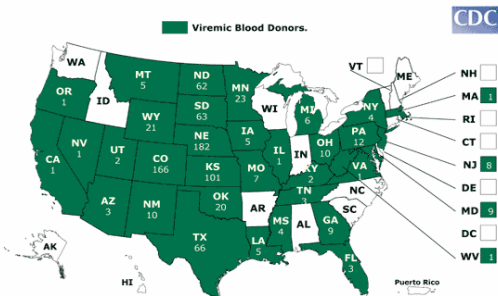 CDC
Viremic Blood Donors.
WA
MT
5
ND
62
MN
23
VT
ME
NH
OR
1
ID
WY
21
SD
63
WI
MI
6
NY
4
MA 1
RI
NE
182
IA
5
PA
12
CT
NV
1
UT
2
CO
166
KS
101
MO
7
IL
1
IN
OH
10
KY
2
VA
1
NJ 8
DE
CA
1
AZ
3
NM
10
OK
20
AR
TN
3
NC
MD 9
SC
DC
TX
66
LA
5
MS
4
AL
GA
9
WV 1
FL
3
AK
HI
Puerto Rico